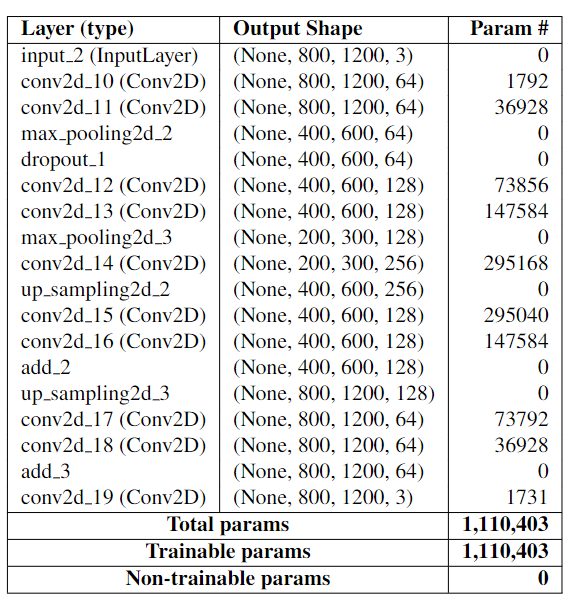 Layer (type) Output Shape Param #
input_2 (InputLayer) (None, 800, 1200, 3) 0
conv2d_10 (Conv2D) (None, 800, 1200, 64) 1792
conv2d_11 (Conv2D) (None, 800, 1200, 64) 36928
max_pooling2d_2 (None, 400, 600, 64) 0
dropout_1 (None, 400, 600, 64) 0
conv2d_12 (Conv2D) (None, 400, 600, 128) 73856
conv2d_13 (Conv2D) (None, 400, 600, 128) 147584
max_pooling2d_3 (None, 200, 300, 128) 0
conv2d_14 (Conv2D) (None, 200, 300, 256) 295168
up_sampling2d_2 (None, 400, 600, 256) 0
conv2d_15 (Conv2D) (None, 400, 600, 128) 295040
conv2d_16 (Conv2D) (None, 400, 600, 128) 147584
add_2 (None, 400, 600, 128) 0
up_sampling2d_3 (None, 800, 1200, 128) 0
conv2d_17 (Conv2D) (None, 800, 1200, 64) 73792
conv2d_18 (Conv2D) (None, 800, 1200, 64) 36928
add_3 (None, 800, 1200, 64) 0
conv2d_19 (Conv2D) (None, 800, 1200, 3) 1731
Total params 1,110,403
Trainable params 1,110,403
Non-trainable params 0